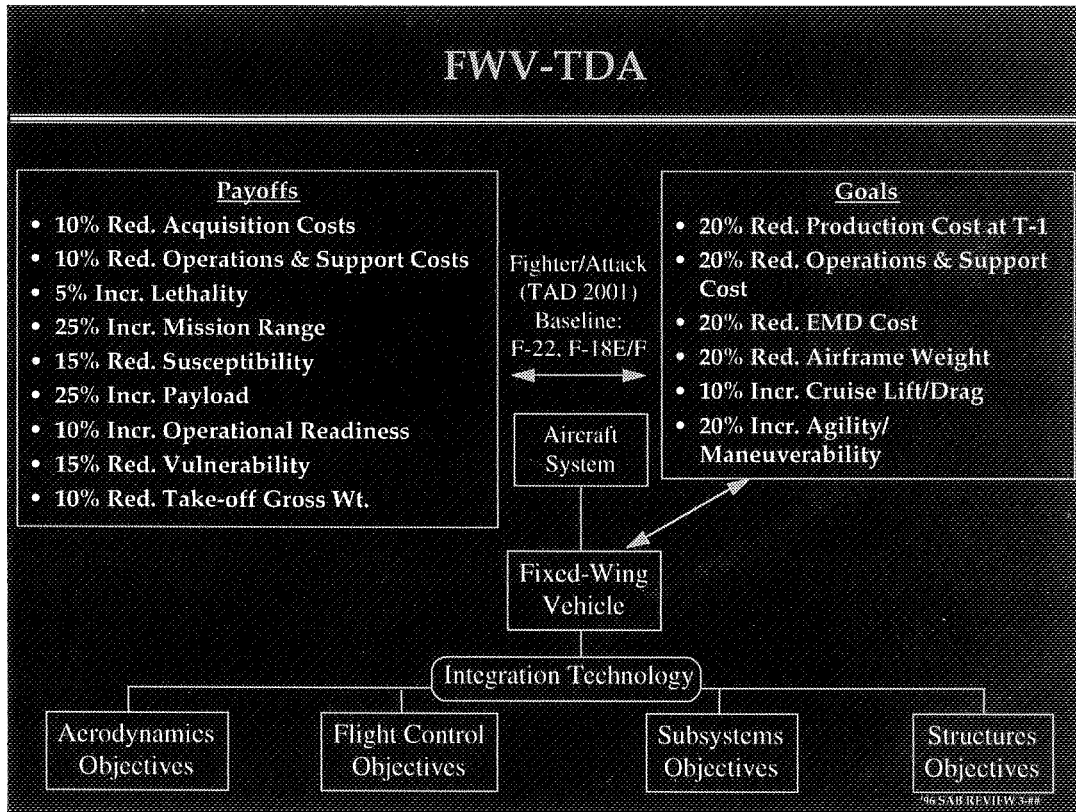 FWV-TDA
Payoffs
• 10% Red. Acquisition Costs
• 10% Red. Operations & Support Costs
• 5% Incr. Lethality
• 25% Incr. Mission Range
• 15% Red. Susceptibility
• 25% Incr. Payload
• 10% Incr. Operational Readiness
• 15% Red. Vulnerability
• 10% Red. Take-off Gross Wt.
Fighter/Attack
(TAD 2001)
Baseline:
F-22, F-18E/F
Goals
• 20% Red. Production Cost at T-1
• 20% Red. Operations & Support
Cost
• 20% Red. EMD Cost
• 20% Red. Airframe Weight
• 10% Incr. Cruise Lift/Drag
• 20% Incr. Agility/
Maneuverability
Aircraft
System
Fixed-Wing
Vehicle
Integration Technology
Aerodynamics
Objectives
Flight Control
Objectives
Subsystems
Objectives
Structures
Objectives
'96 SAB REVIEW